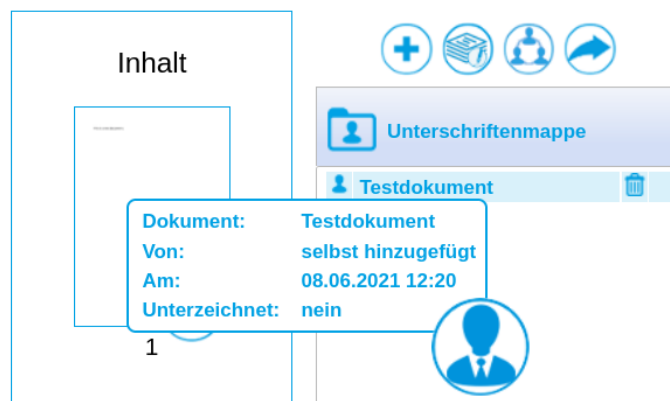 Inhalt
Unterschriftenmappe
Testdokument
Dokument: Testdokument
Von: selbst hinzugefügt
Am: 08.06.2021 12:20
Unterzeichnet: nein
1